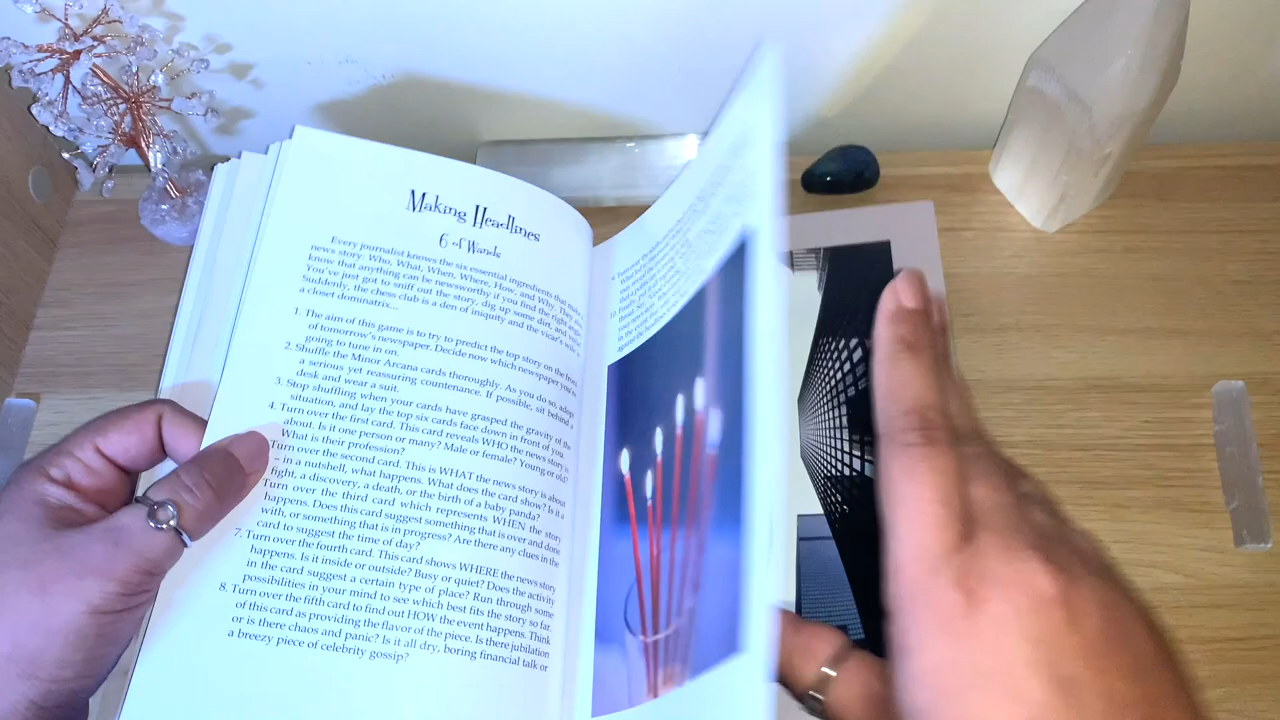 Making Headlines
6 of Wands
Every journalist knows the six essential ingredients that make a
news story: Who, What, When, Where, How, and Why. They also
know that anything can be newsworthy if you find the right angle.
You've just got to sniff out the story, dig up some dirt, and voila!
Suddenly, the chess club is a den of iniquity and the vicar's wife is
a closet dominatrix...
1. The aim of this game is to try to predict the top story on the front
of tomorrow's newspaper. Decide now which newspaper you're
going to tune in on.
2. Shuffle the Minor Arcana cards thoroughly. As you do so, adopt
a serious yet reassuring countenance. If possible, sit behind a
desk and wear a suit.
3. Stop shuffling when your cards have grasped the gravity of the
situation, and lay the top six cards face down in front of you.
4. Turn over the first card. This card reveals WHO the news story is
about. Is it one person or many? Male or female? Young or old?
What is their profession?
Turn over the second card. This is WHAT the news story is about
– in a nutshell, what happens. What does the card show? Is it a
fight, a discovery, a death, or the birth of a baby panda?
Turn over the third card which represents WHEN the story
happens. Does this card suggest something that is over and done
with, or something that is in progress? Are there any clues in the
card to suggest the time of day?
7. Turn over the fourth card. This card shows WHERE the news story
happens. Is it inside or outside? Busy or quiet? Does the activity
in the card suggest a certain type of place? Run through some
possibilities in your mind to see which best fits the story so far.
8. Turn over the fifth card to find out HOW the event happens. Think
of this card as providing the flavor of the piece. Is there jubilation
or is there chaos and panic? Is it all dry, boring financial talk or
a breezy piece of celebrity gossip?